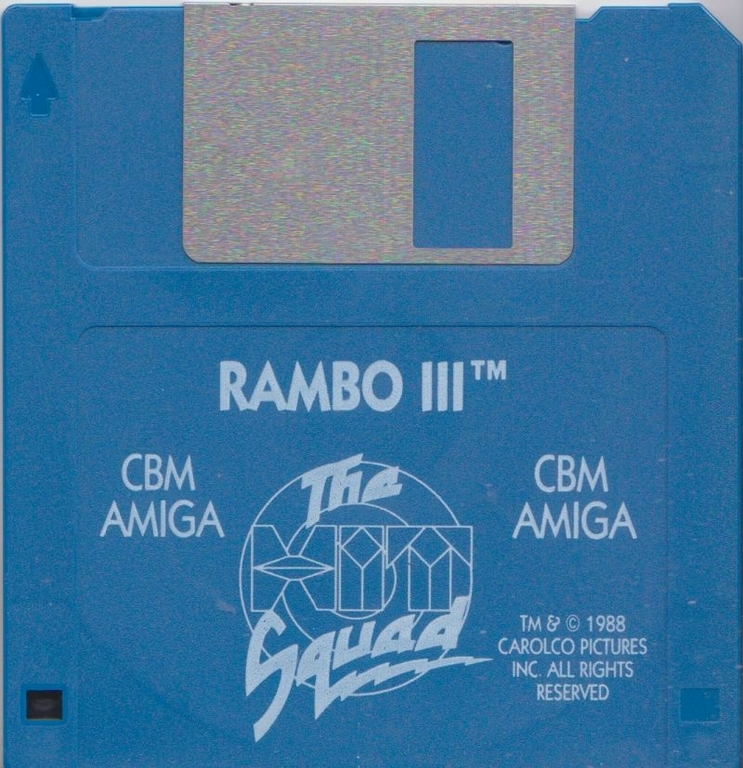 RAMBO III™
CBM
AMIGA
The
HIT
Squad
CBM
AMIGA
TM & © 1988
CAROLCO PICTURES
INC. ALL RIGHTS
RESERVED